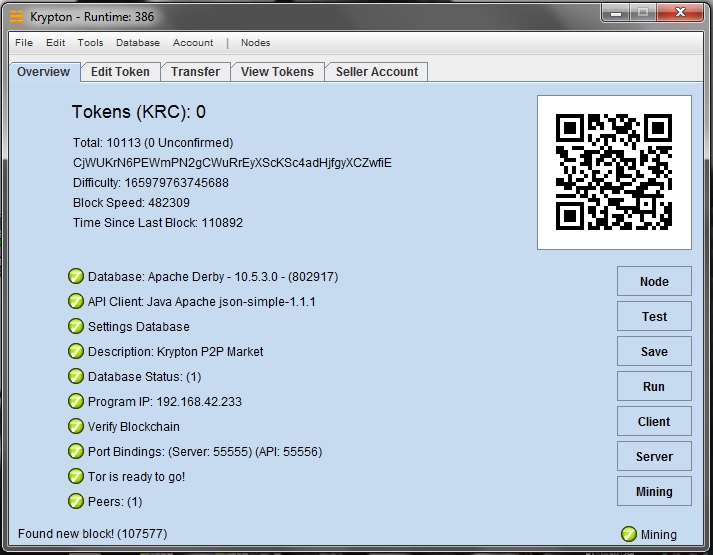 Krypton - Runtime: 386
File Edit Tools Database Account | Nodes
Overview Edit Token Transfer View Tokens Seller Account
Tokens (KRC): 0
Total: 10113 (0 Unconfirmed)
CjWUKrN6PEWmPN2gCWuRrEyXScKSc4adHjfgyXCZwfiE
Difficulty: 165979763745688
Block Speed: 482309
Time Since Last Block: 110892
Database: Apache Derby - 10.5.3.0 - (802917)
API Client: Java Apache json-simple-1.1.1
Settings Database
Description: Krypton P2P Market
Database Status: (1)
Program IP: 192.168.42.233
Verify Blockchain
Port Bindings: (Server: 55555) (API: 55556)
Tor is ready to go!
Peers: (1)
Node
Test
Save
Run
Client
Server
Mining
Found new block! (107577)
Mining